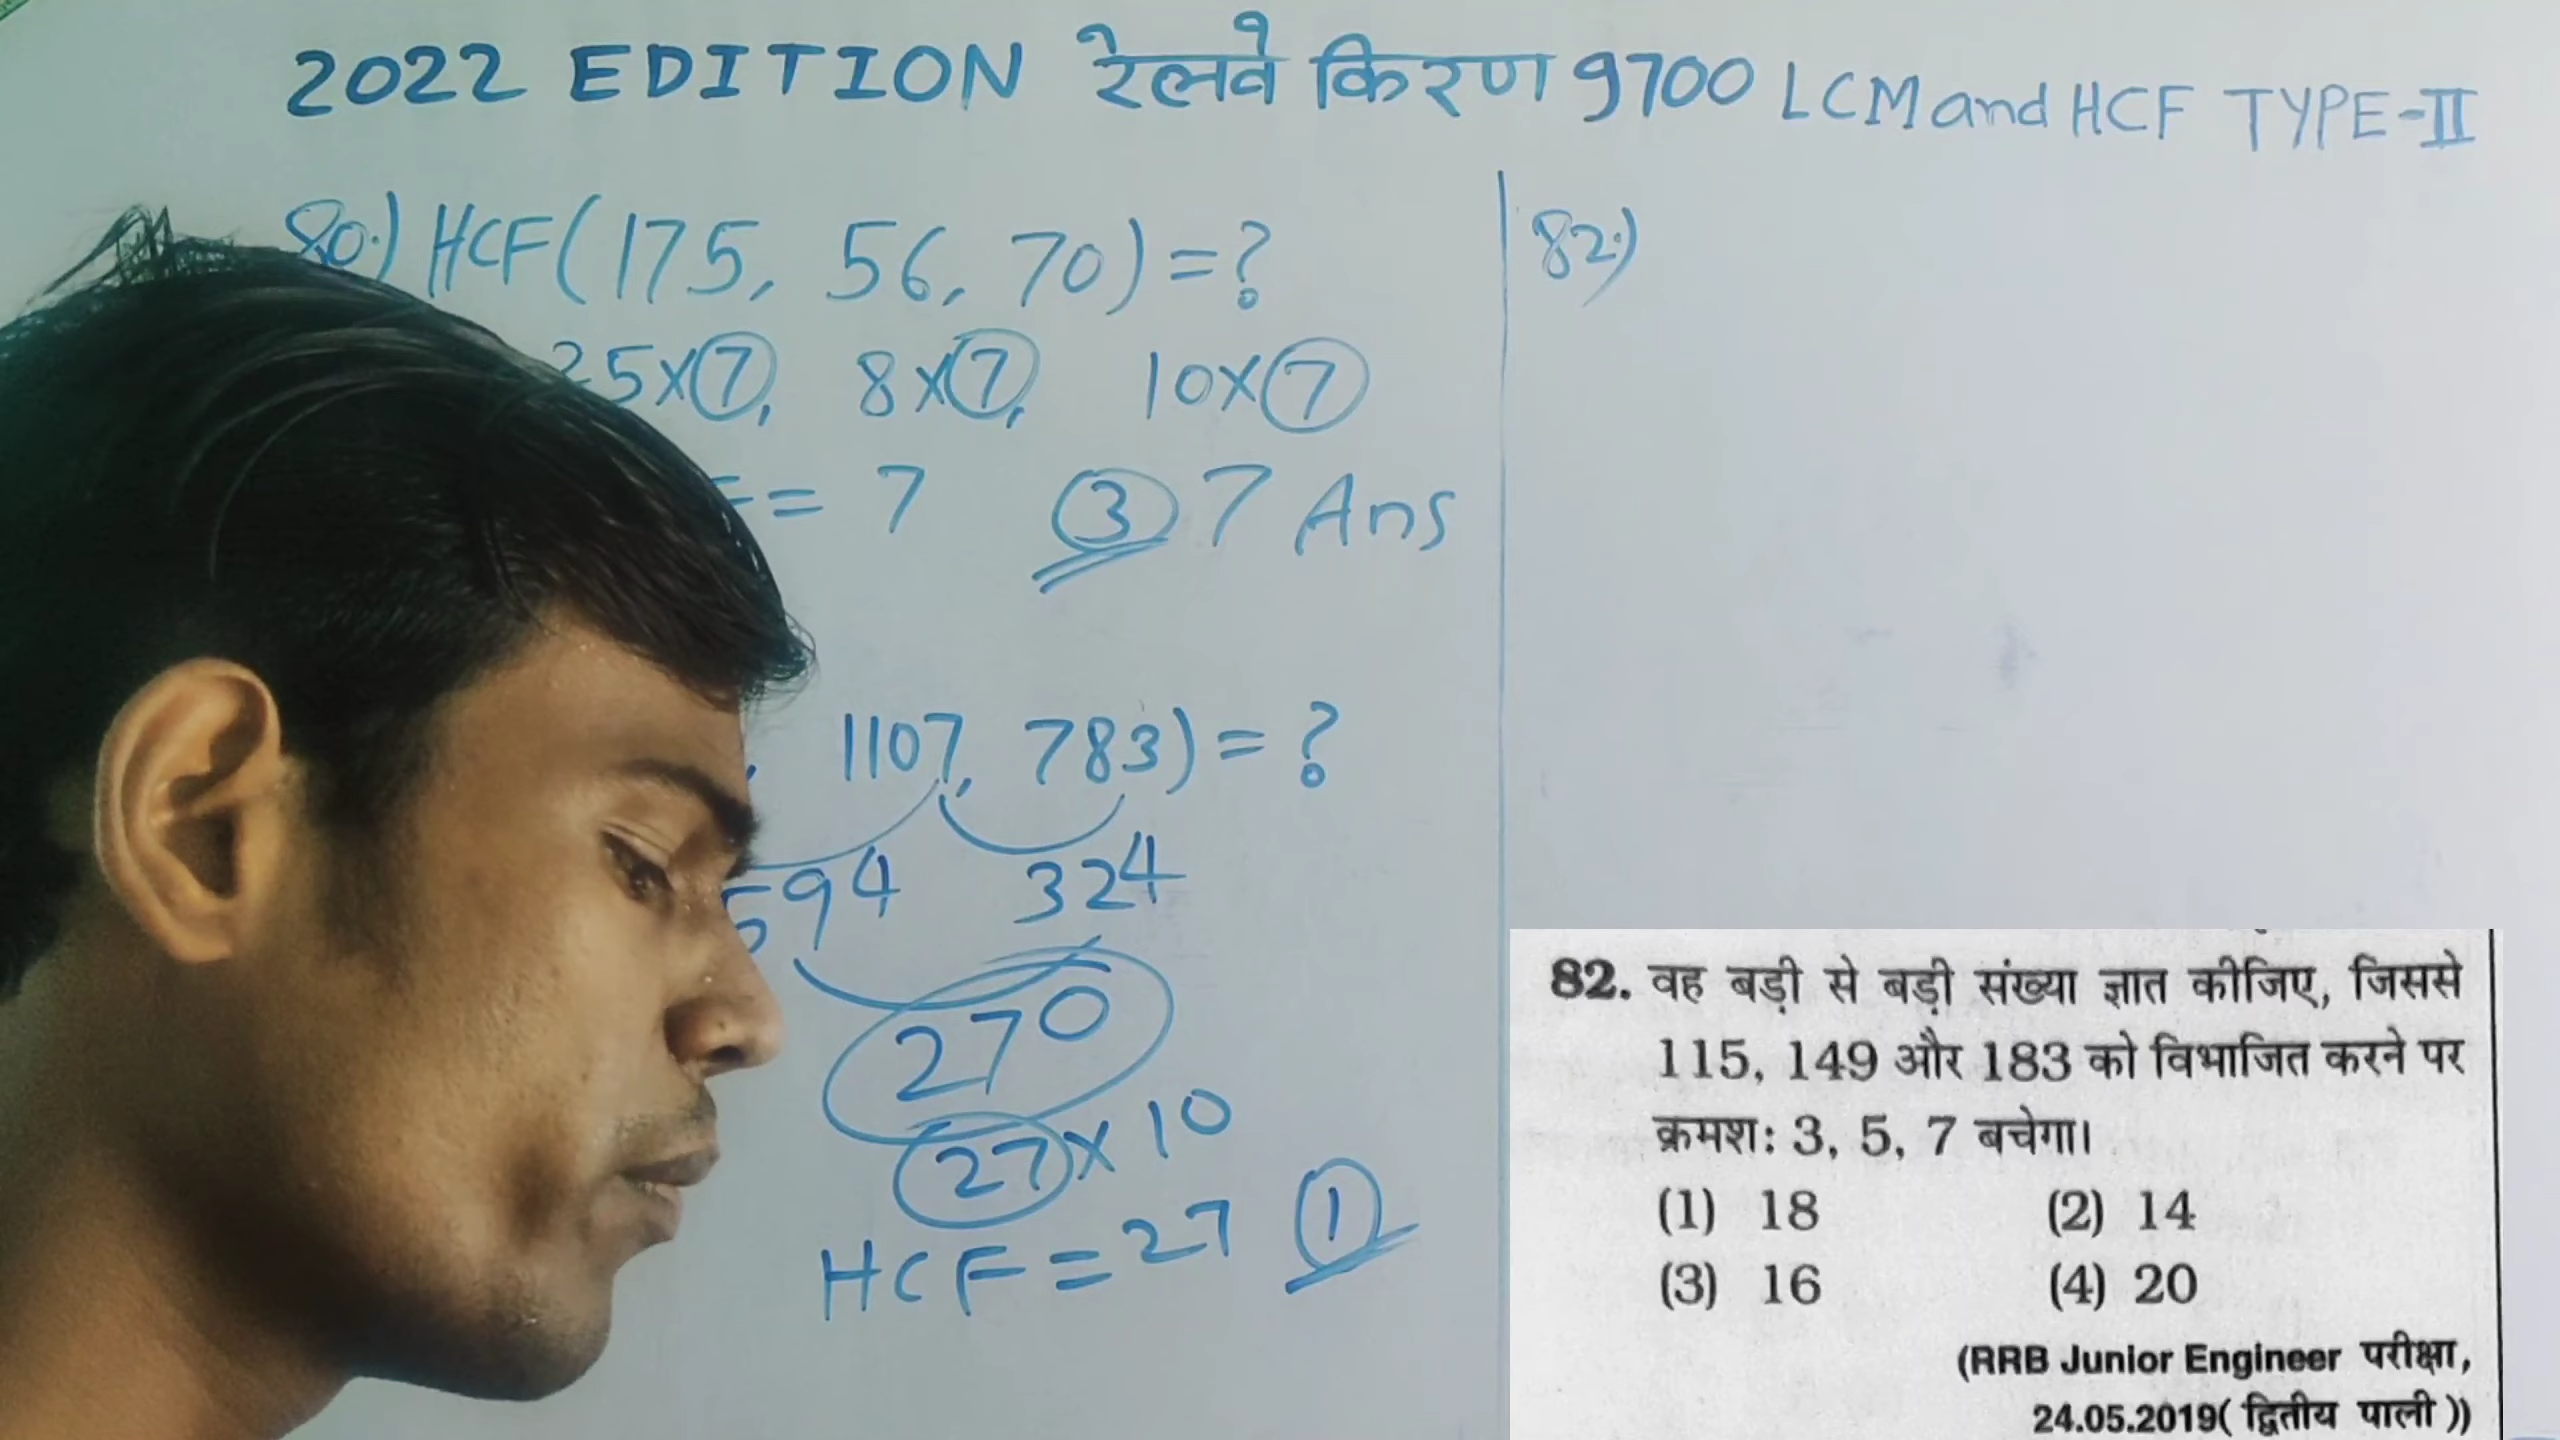 2022 EDITION रेलवे किरण 9700 LCM and HCF TYPE-II
80.) HCF(175, 56, 70) = ?
25×7, 8×7, 10×7
= 7 3 7 Ans
1107, 783) = ?
594 324
270
27×10
HCF = 27 1
82.)
82. वह बड़ी से बड़ी संख्या ज्ञात कीजिए, जिससे
115, 149 और 183 को विभाजित करने पर
क्रमश: 3, 5, 7 बचेगा।
(1) 18 (2) 14
(3) 16 (4) 20
(RRB Junior Engineer परीक्षा,
24.05.2019( द्वितीय पाली ))